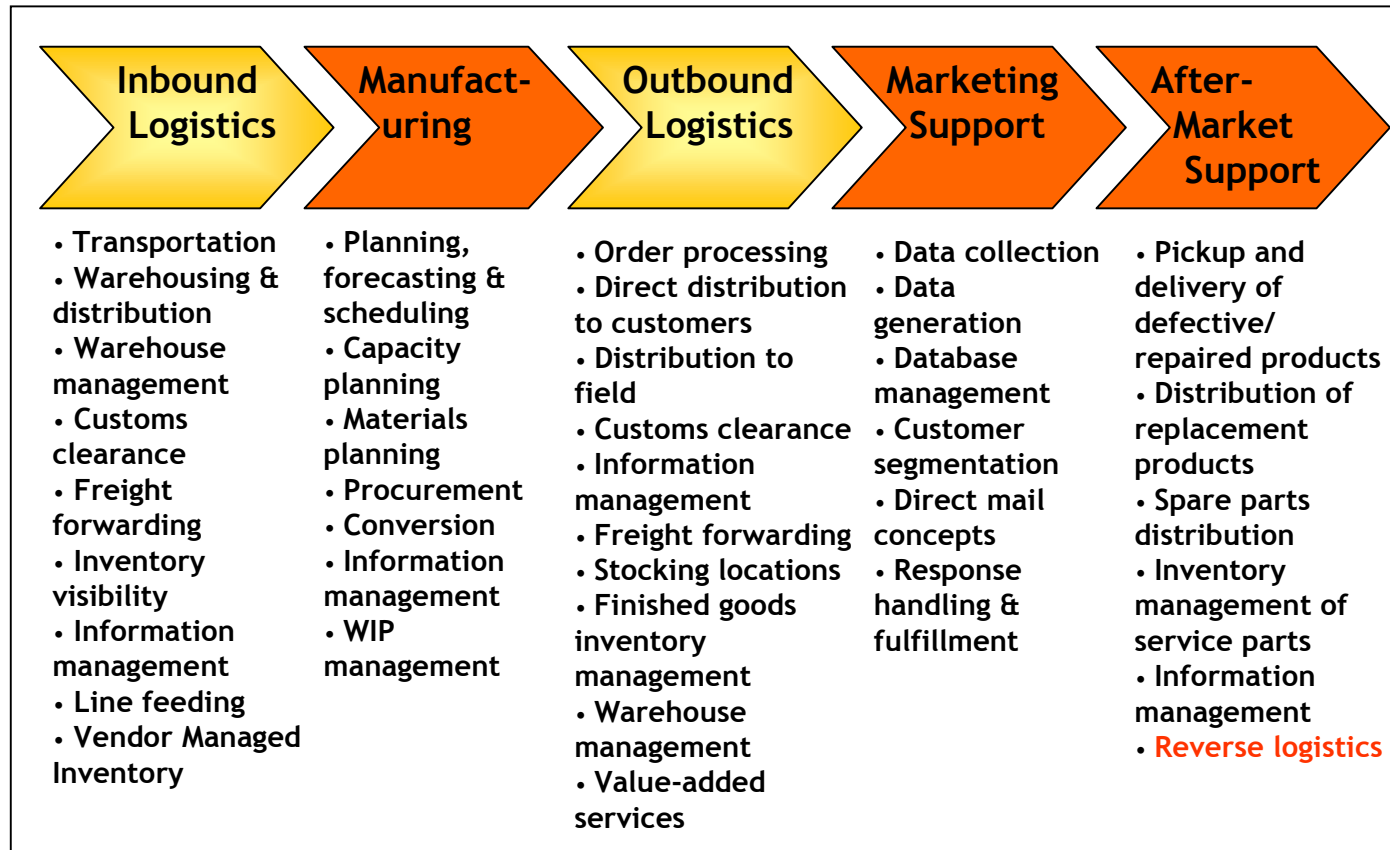 Inbound
Logistics
• Transportation
• Warehousing &
distribution
• Warehouse
management
• Customs
clearance
• Freight
forwarding
• Inventory
visibility
• Information
management
• Line feeding
• Vendor Managed
Inventory
Manufact-
uring
• Planning,
forecasting &
scheduling
• Capacity
planning
• Materials
planning
• Procurement
• Conversion
• Information
management
• WIP
management
Outbound
Logistics
• Order processing
• Direct distribution
to customers
• Distribution to
field
• Customs clearance
• Information
management
• Freight forwarding
• Stocking locations
• Finished goods
inventory
management
• Warehouse
management
• Value-added
services
Marketing
Support
• Data collection
• Data
generation
• Database
management
• Customer
segmentation
• Direct mail
concepts
• Response
handling &
fulfillment
After-
Market
Support
• Pickup and
delivery of
defective/
repaired products
• Distribution of
replacement
products
• Spare parts
distribution
• Inventory
management of
service parts
• Information
management
• Reverse logistics